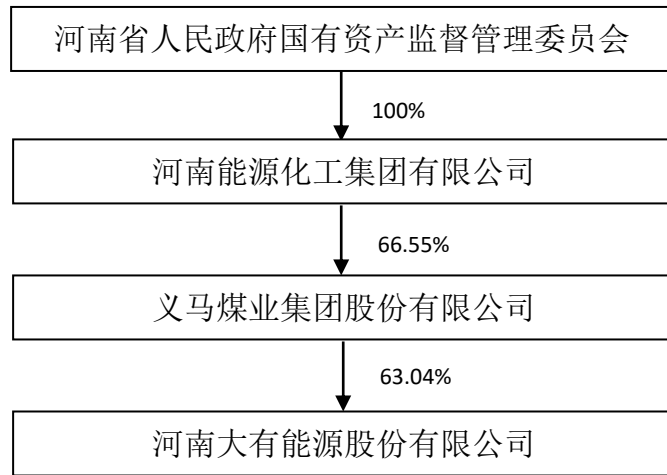 河南省人民政府国有资产监督管理委员会
100%
河南能源化工集团有限公司
66.55%
义马煤业集团股份有限公司
63.04%
河南大有能源股份有限公司